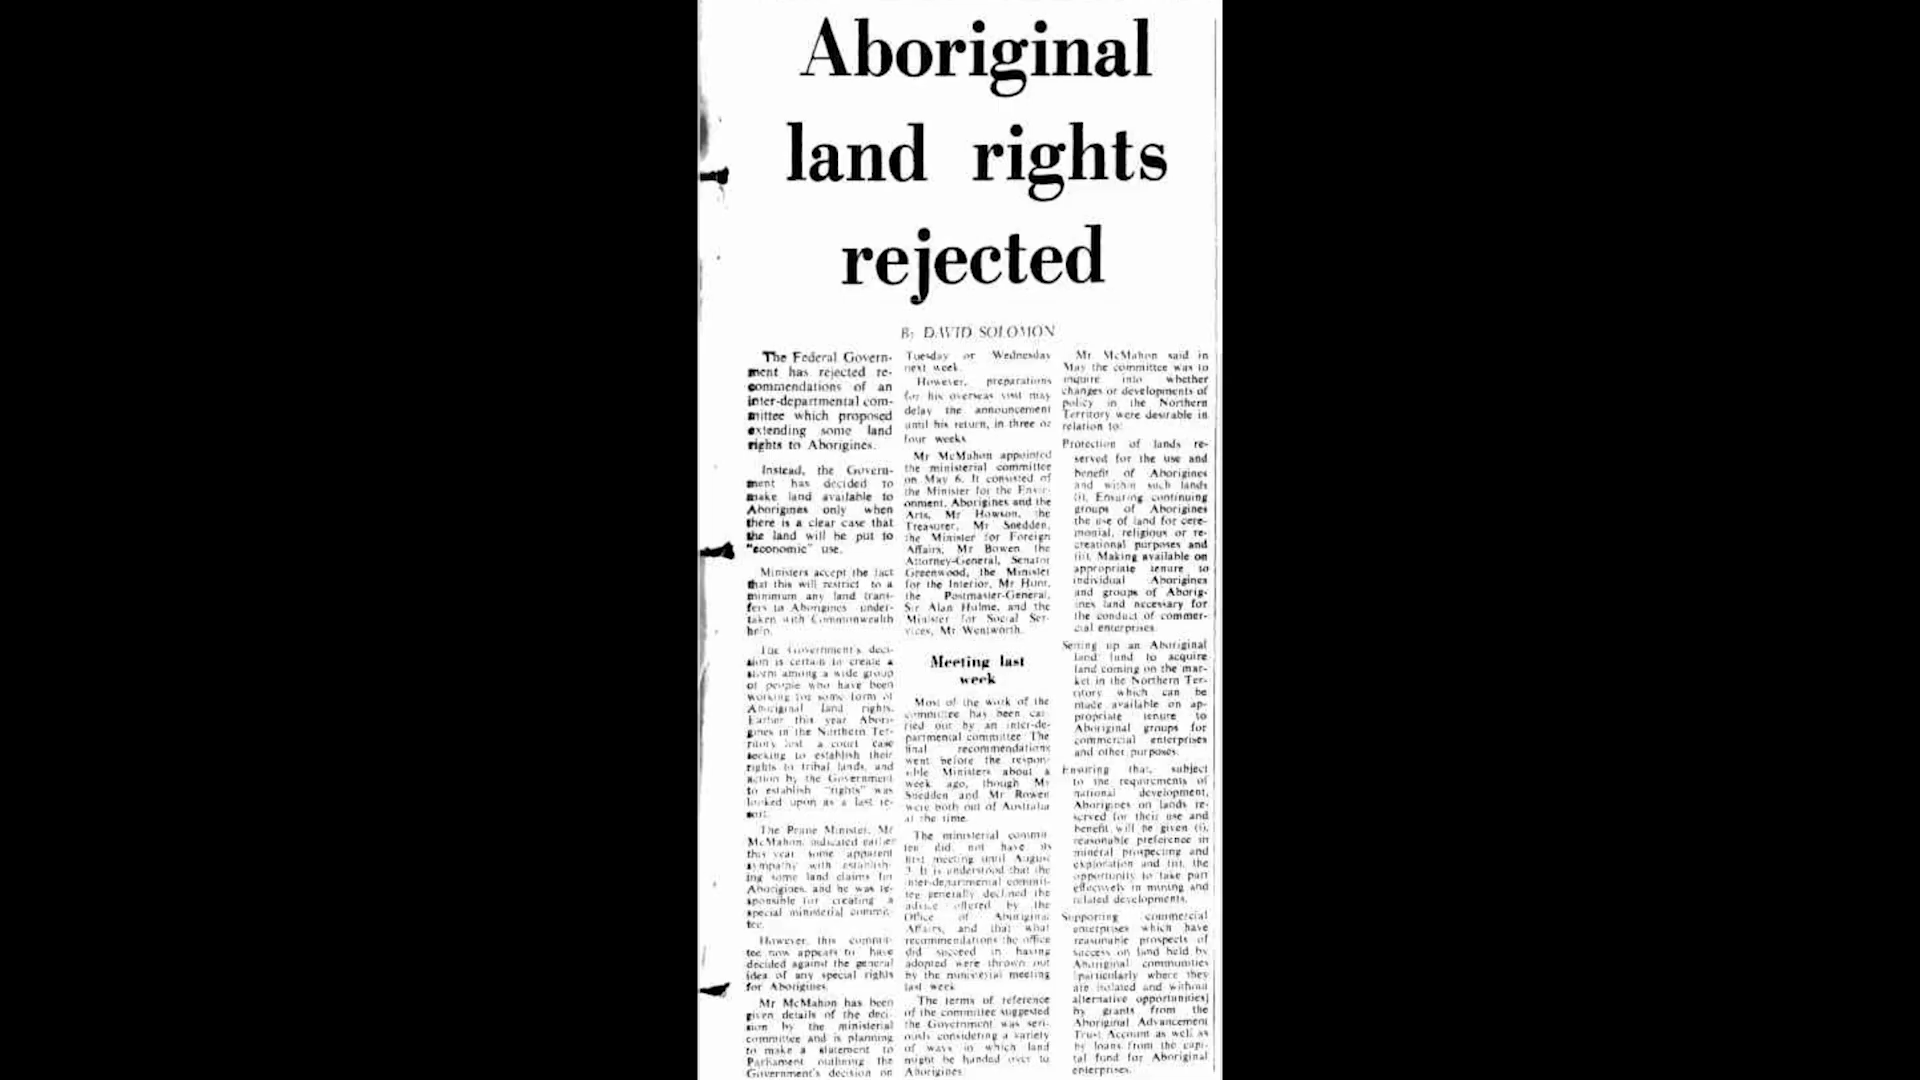 Aboriginal
land rights
rejected
By DAVID SOLOMON
The Federal Govern-
ment has rejected re-
commendations of an
inter-departmental com-
mittee which proposed
extending some land
rights to Aborigines.
Instead, the Govern-
ment has decided to
make land available to
Aborigines only when
there is a clear case that
the land will be put to
"economic" use.
Ministers accept the fact
that this will restrict to a
minimum any land trans-
fers to Aborigines under-
taken with Commonwealth
help.
The Government's deci-
sion is certain to create a
storm among a wide group
of people who have been
working for some form of
Aboriginal land rights.
Earlier this year Abori-
gines in the Northern Ter-
ritory lost a court case
seeking to establish their
rights to tribal lands, and
action by the Government
to establish "rights" was
looked upon as a last re-
sort.
The Prime Minister, Mr
McMahon, indicated earlier
this year some apparent
sympathy with establish-
ing some land claims for
Aborigines, and he was re-
sponsible for creating a
special ministerial commit-
tee.
However, this commit-
tee now appears to have
decided against the general
idea of any special rights
for Aborigines.
Mr McMahon has been
given details of the deci-
sion by the ministerial
committee and is planning
to make a statement to
Parliament outlining the
Government's decision on
Tuesday or Wednesday
next week.
However, preparations
for his overseas visit may
delay the announcement
until his return, in three or
four weeks.
Mr McMahon appointed
the ministerial committee
on May 6. It consisted of
the Minister for the Envir-
onment, Aborigines and the
Arts, Mr Howson, the
Treasurer, Mr Snedden,
the Minister for Foreign
Affairs, Mr Bowen the
Attorney-General, Senator
Greenwood, the Minister
for the Interior, Mr Hunt,
the Postmaster-General,
Sir Alan Hulme, and the
Minister for Social Ser-
vices, Mr Wentworth.
Meeting last
week
Most of the work of the
committee has been car-
ried out by an inter-de-
partmental committee. The
final recommendations
went before the respon-
sible Ministers about a
week ago, though Mr
Snedden and Mr Bowen
were both out of Australia
at the time.
The ministerial commit-
tee did not have its
first meeting until August
3. It is understood that the
inter-departmental commit-
tee generally declined the
advice offered by the
Office of Aboriginal
Affairs, and that what
recommendations the office
did succeed in having
adopted were thrown out
by the ministerial meeting
last week.
The terms of reference
of the committee suggested
the Government was seri-
ously considering a variety
of ways in which land
might be handed over to
Aborigines.
Mr McMahon said in
May the committee was to
inquire into whether
changes or developments of
policy in the Northern
Territory were desirable in
relation to:
Protection of lands re-
served for the use and
benefit of Aborigines
and within such lands
(i), Ensuring continuing
groups of Aborigines
the use of land for cere-
monial, religious or re-
creational purposes and
(ii), Making available on
appropriate tenure to
individual Aborigines
and groups of Aborig-
ines land necessary for
the conduct of commer-
cial enterprises.
Setting up an Aboriginal
land fund to acquire
land coming on the mar-
ket in the Northern Ter-
ritory which can be
made available on ap-
propriate tenure to
Aboriginal groups for
commercial enterprises
and other purposes.
Ensuring that, subject
to the requirements of
national development,
Aborigines on lands re-
served for their use and
benefit will be given (i),
reasonable preference in
mineral prospecting and
exploration and (ii), the
opportunity to take part
effectively in mining and
related developments.
Supporting commercial
enterprises which have
reasonable prospects of
success on land held by
Aboriginal communities
[particularly where they
are isolated and without
alternative opportunities]
by grants from the
Aboriginal Advancement
Trust Account as well as
by loans from the capi-
tal fund for Aboriginal
enterprises.